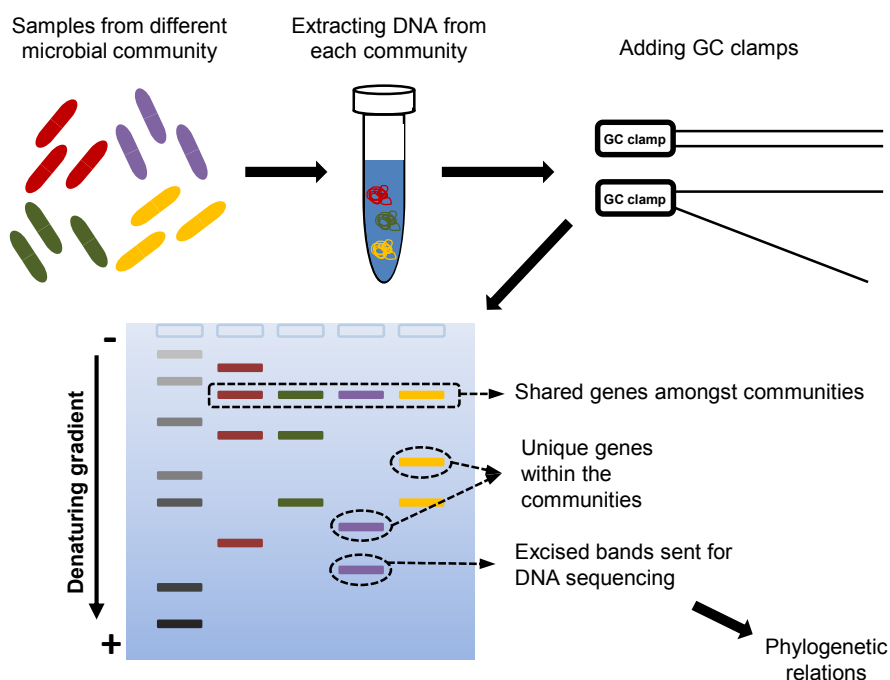 Samples from different
microbial community
Extracting DNA from
each community
Adding GC clamps
GC clamp
GC clamp
-
Denaturing gradient
+
Shared genes amongst communities
Unique genes
within the
communities
Excised bands sent for
DNA sequencing
Phylogenetic
relations